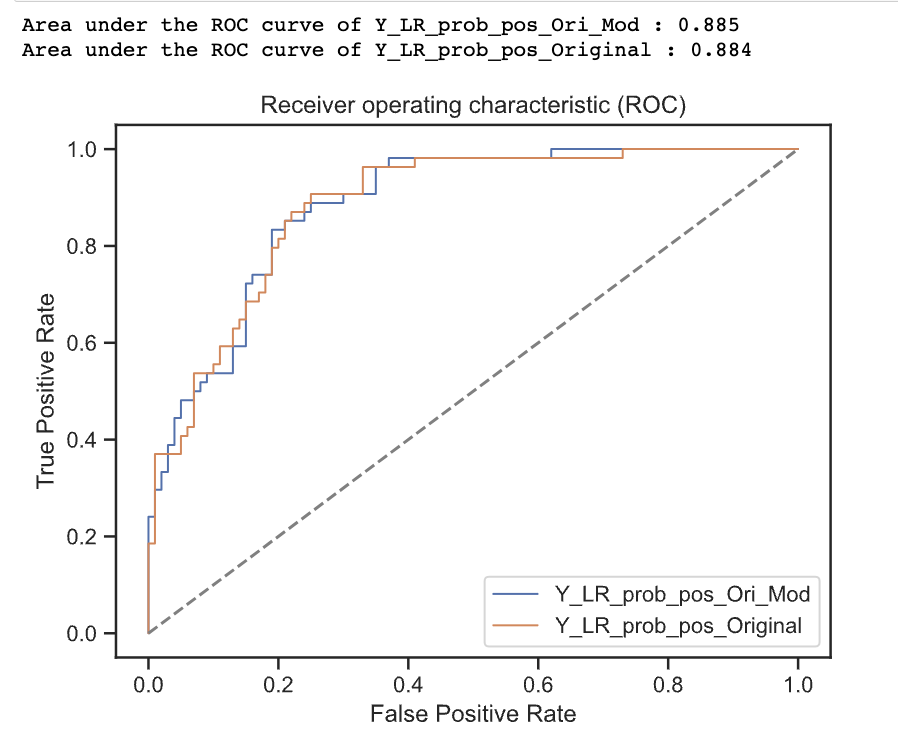 Area under the ROC curve of Y_LR_prob_pos_Ori_Mod : 0.885
Area under the ROC curve of Y_LR_prob_pos_Original : 0.884
Receiver operating characteristic (ROC)
1.0
0.8
0.6
0.4
0.2
0.0
True Positive Rate
Y_LR_prob_pos_Ori_Mod
Y_LR_prob_pos_Original
0.0 0.2 0.4 0.6 0.8 1.0
False Positive Rate